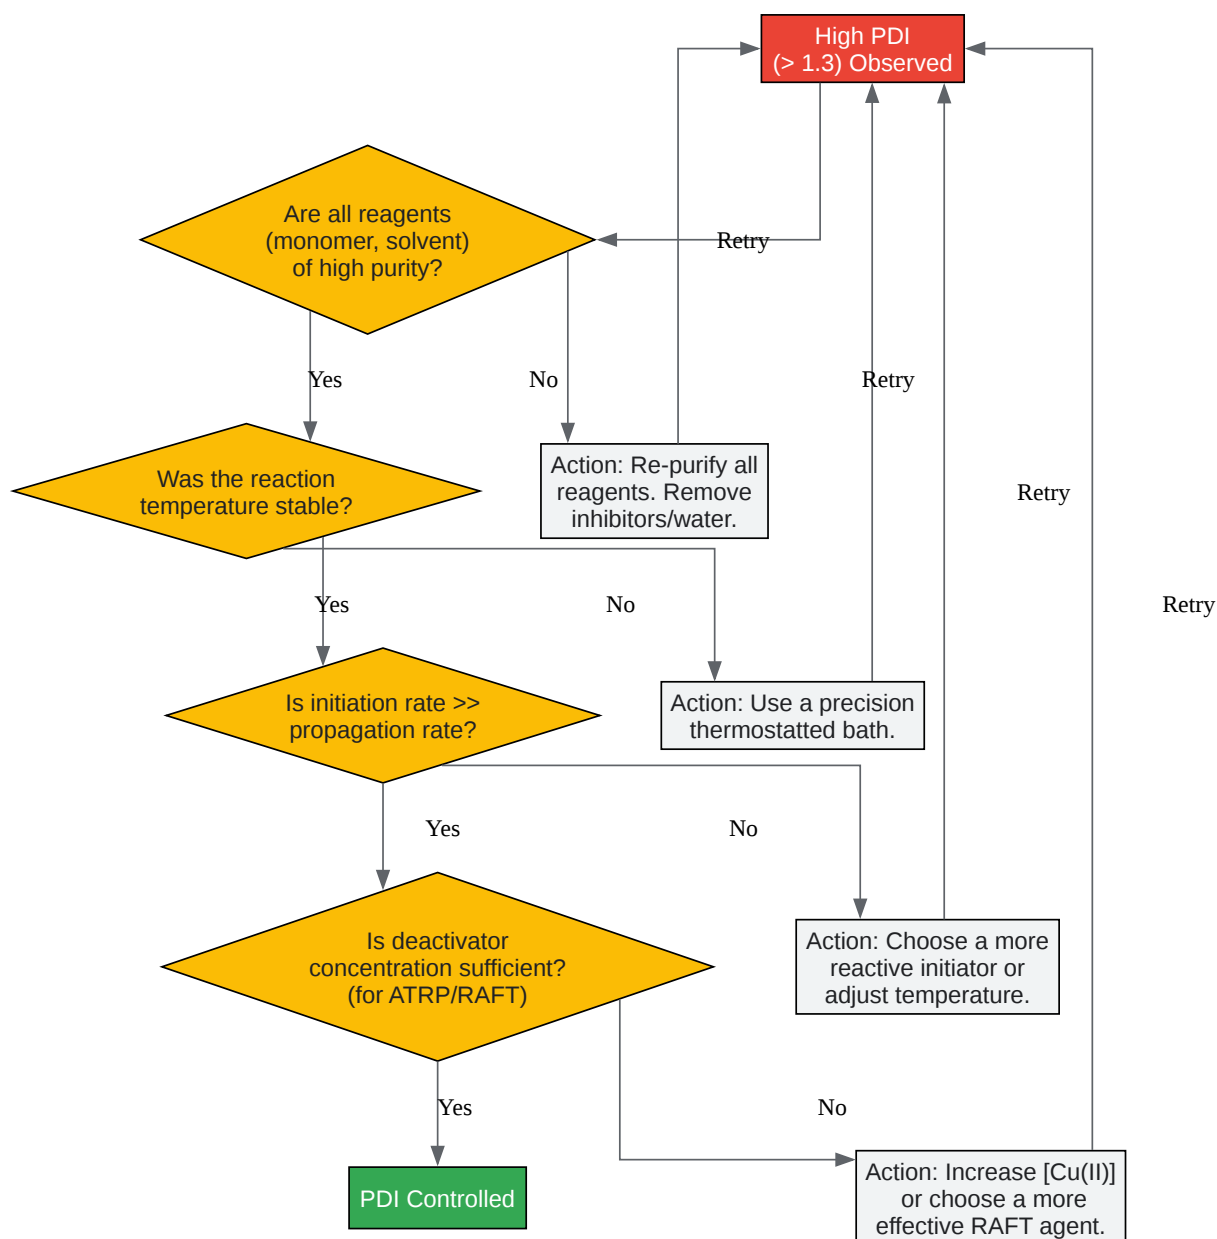 High PDI
(> 1.3) Observed
Are all reagents
(monomer, solvent)
of high purity?
Retry
Yes
No
Retry
Was the reaction
temperature stable?
Action: Re-purify all
reagents. Remove
inhibitors/water.
Retry
Yes
No
Retry
Is initiation rate >>
propagation rate?
Action: Use a precision
thermostatted bath.
Yes
No
Is deactivator
concentration sufficient?
(for ATRP/RAFT)
Action: Choose a more
reactive initiator or
adjust temperature.
Yes
No
PDI Controlled
Action: Increase [Cu(II)]
or choose a more
effective RAFT agent.